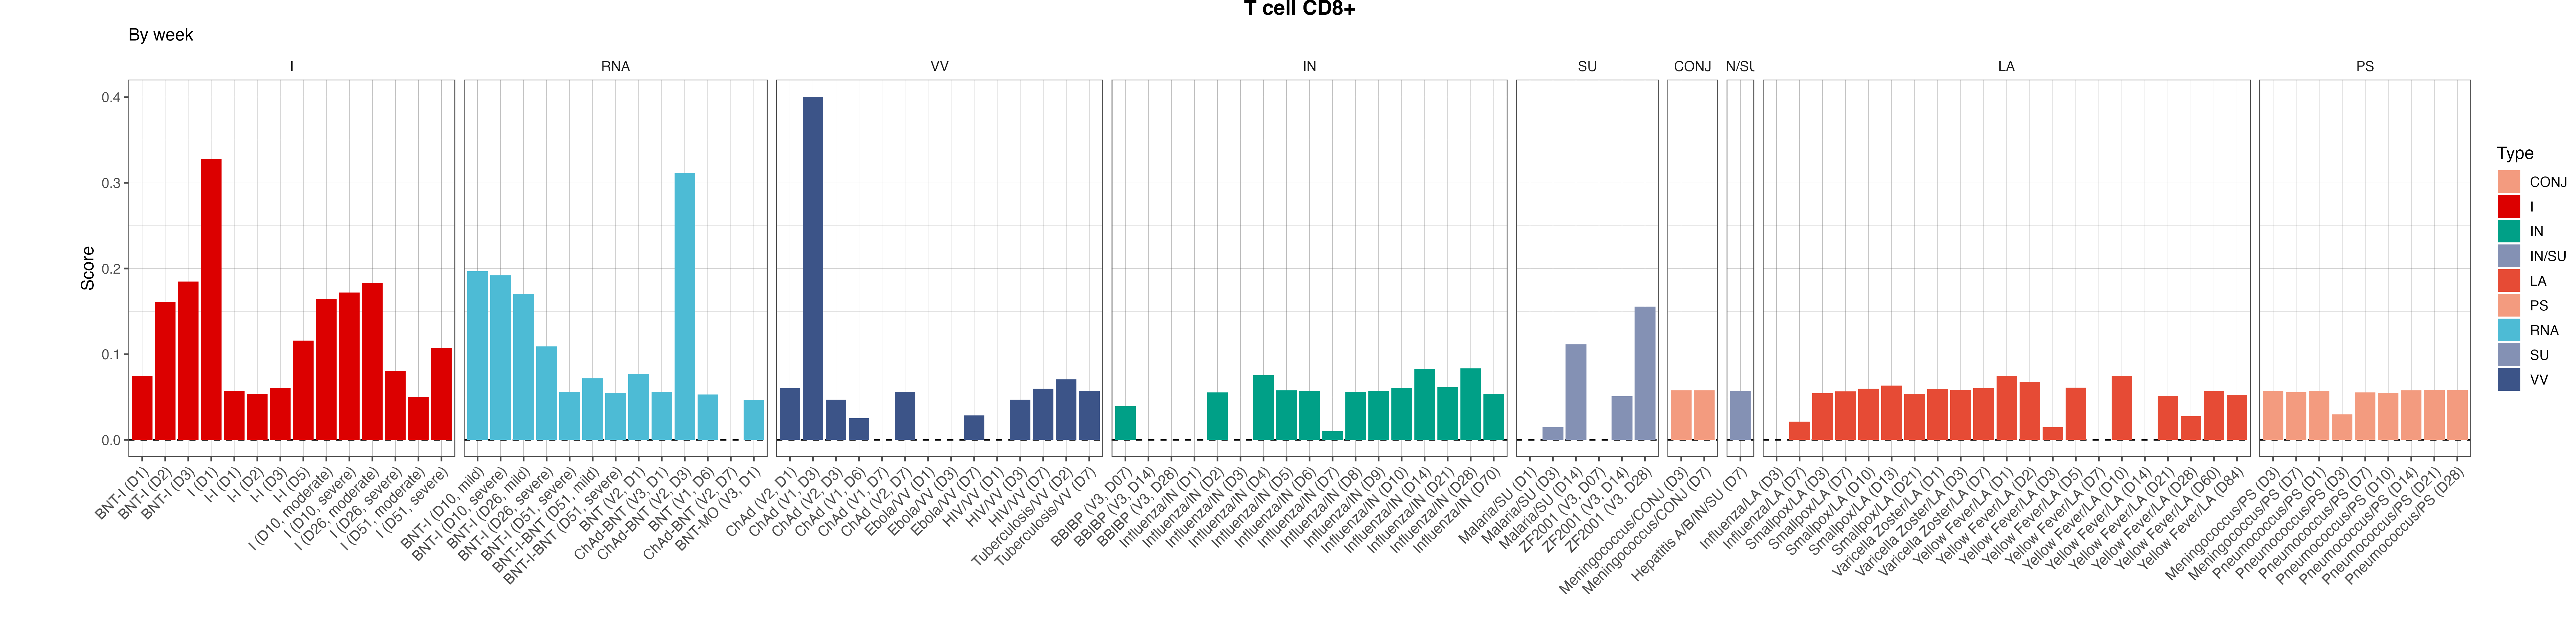 T cell CD8+
By week
I
RNA
VV
IN
SU
CONJ
N/SU
LA
PS
Score
0.4
0.3
0.2
0.1
0.0
BNT-I (D1)
BNT-I (D2)
BNT-I (D3)
I (D1)
I-I (D1)
I-I (D2)
I-I (D3)
I-I (D5)
I (D10, moderate)
I (D10, severe)
I (D26, moderate)
I (D26, severe)
I (D51, moderate)
I (D51, severe)
BNT-I (D10, mild)
BNT-I (D10, severe)
BNT-I (D26, mild)
BNT-I (D26, severe)
BNT-I (D51, severe)
BNT-I-BNT (D51, mild)
BNT-I-BNT (D51, severe)
BNT (V2, D1)
BNT (V3, D1)
ChAd-BNT (V2, D3)
BNT (V1, D6)
ChAd-BNT (V2, D7)
BNT-MO (V3, D1)
ChAd (V2, D1)
ChAd (V1, D3)
ChAd (V2, D3)
ChAd (V1, D6)
ChAd (V1, D7)
ChAd (V2, D7)
Ebola/VV (D1)
Ebola/VV (D3)
Ebola/VV (D7)
HIV/VV (D1)
HIV/VV (D3)
HIV/VV (D7)
Tuberculosis/VV (D2)
Tuberculosis/VV (D7)
BBIBP (V3, D07)
BBIBP (V3, D14)
BBIBP (V3, D28)
Influenza/IN (D1)
Influenza/IN (D2)
Influenza/IN (D3)
Influenza/IN (D4)
Influenza/IN (D5)
Influenza/IN (D6)
Influenza/IN (D7)
Influenza/IN (D8)
Influenza/IN (D9)
Influenza/IN (D10)
Influenza/IN (D14)
Influenza/IN (D21)
Influenza/IN (D28)
Influenza/IN (D70)
Malaria/SU (D1)
Malaria/SU (D3)
Malaria/SU (D14)
ZF2001 (V3, D07)
ZF2001 (V3, D14)
ZF2001 (V3, D28)
Meningococcus/CONJ (D3)
Meningococcus/CONJ (D7)
Hepatitis A/B/IN/SU (D7)
Influenza/LA (D3)
Influenza/LA (D7)
Smallpox/LA (D3)
Smallpox/LA (D7)
Smallpox/LA (D10)
Smallpox/LA (D13)
Smallpox/LA (D21)
Varicella Zoster/LA (D1)
Varicella Zoster/LA (D3)
Varicella Zoster/LA (D7)
Yellow Fever/LA (D1)
Yellow Fever/LA (D2)
Yellow Fever/LA (D3)
Yellow Fever/LA (D5)
Yellow Fever/LA (D7)
Yellow Fever/LA (D10)
Yellow Fever/LA (D14)
Yellow Fever/LA (D21)
Yellow Fever/LA (D28)
Yellow Fever/LA (D60)
Yellow Fever/LA (D84)
Meningococcus/PS (D3)
Meningococcus/PS (D7)
Pneumococcus/PS (D1)
Pneumococcus/PS (D3)
Pneumococcus/PS (D7)
Pneumococcus/PS (D10)
Pneumococcus/PS (D14)
Pneumococcus/PS (D21)
Pneumococcus/PS (D28)
Type
CONJ
I
IN
IN/SU
LA
PS
RNA
SU
VV